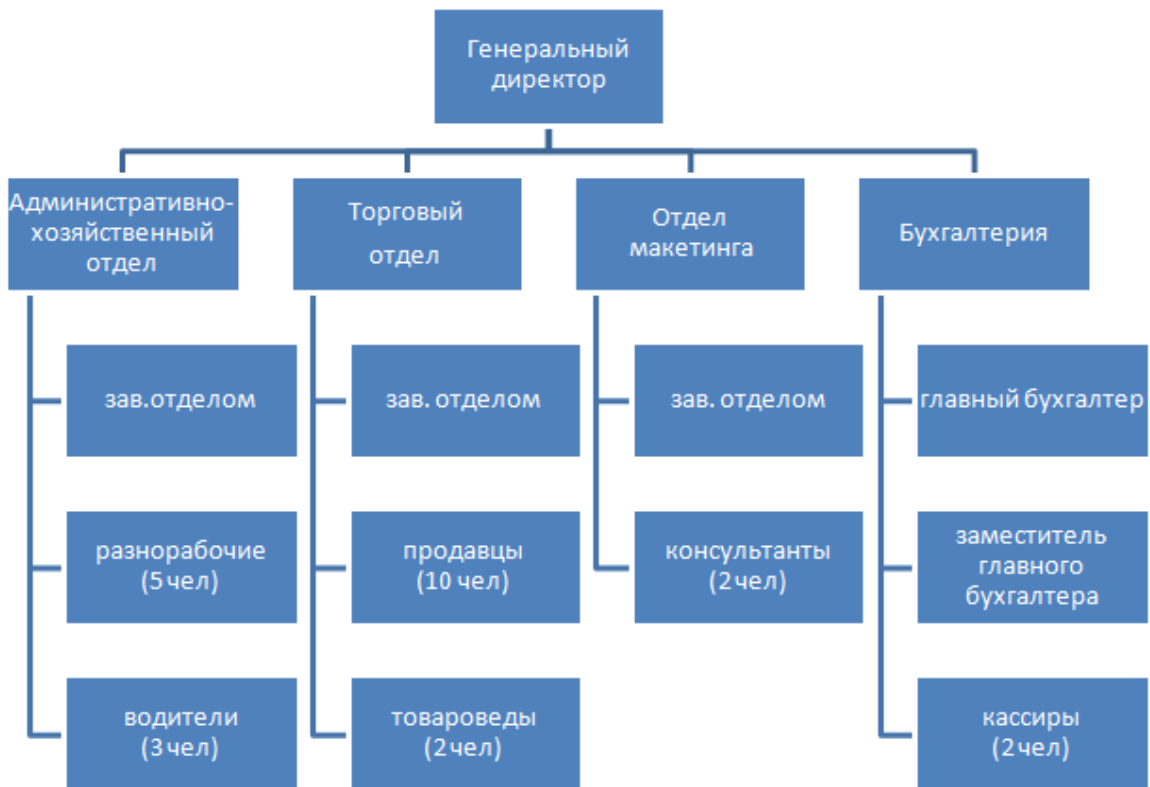 Генеральный
директор
Административно-
хозяйственный
отдел
зав.отделом
разнорабочие
(5 чел)
водители
(3 чел)
Торговый
отдел
зав. отделом
продавцы
(10 чел)
товароведы
(2 чел)
Отдел
макетинга
зав. отделом
консультанты
(2 чел)
Бухгалтерия
главный бухгалтер
заместитель
главного
бухгалтера
кассиры
(2 чел)